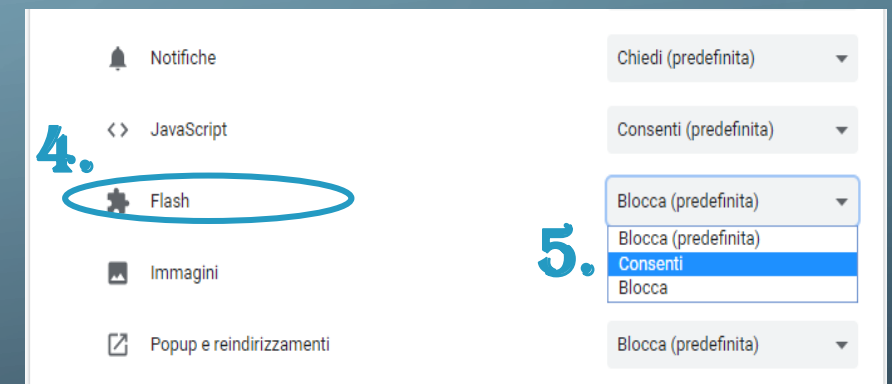 Notifiche Chiedi (predefinita)
4.
JavaScript Consenti (predefinita)
Flash Blocca (predefinita)
5.
Blocca (predefinita)
Consenti
Blocca
Immagini
Popup e reindirizzamenti Blocca (predefinita)